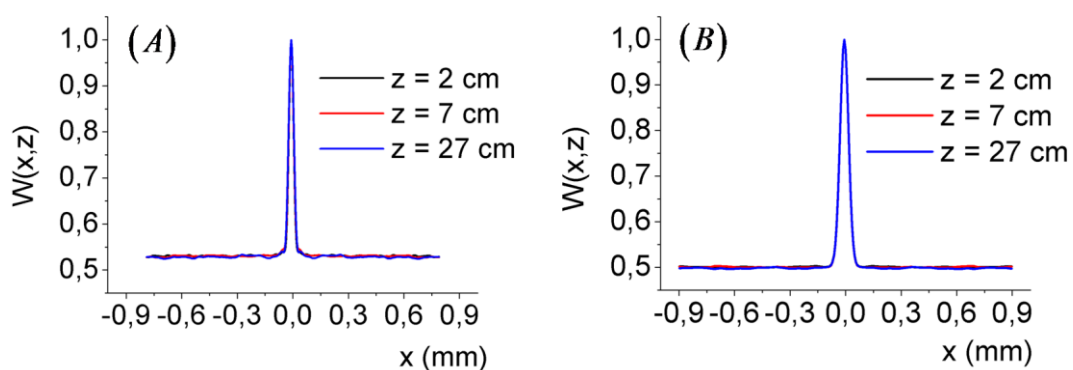 (A)
1,0
0,9
0,8
0,7
0,6
0,5
W(x,z)
z = 2 cm
z = 7 cm
z = 27 cm
-0,9 -0,6 -0,3 0,0 0,3 0,6 0,9
x (mm)
(B)
1,0
0,9
0,8
0,7
0,6
0,5
W(x,z)
z = 2 cm
z = 7 cm
z = 27 cm
-0,9 -0,6 -0,3 0,0 0,3 0,6 0,9
x (mm)